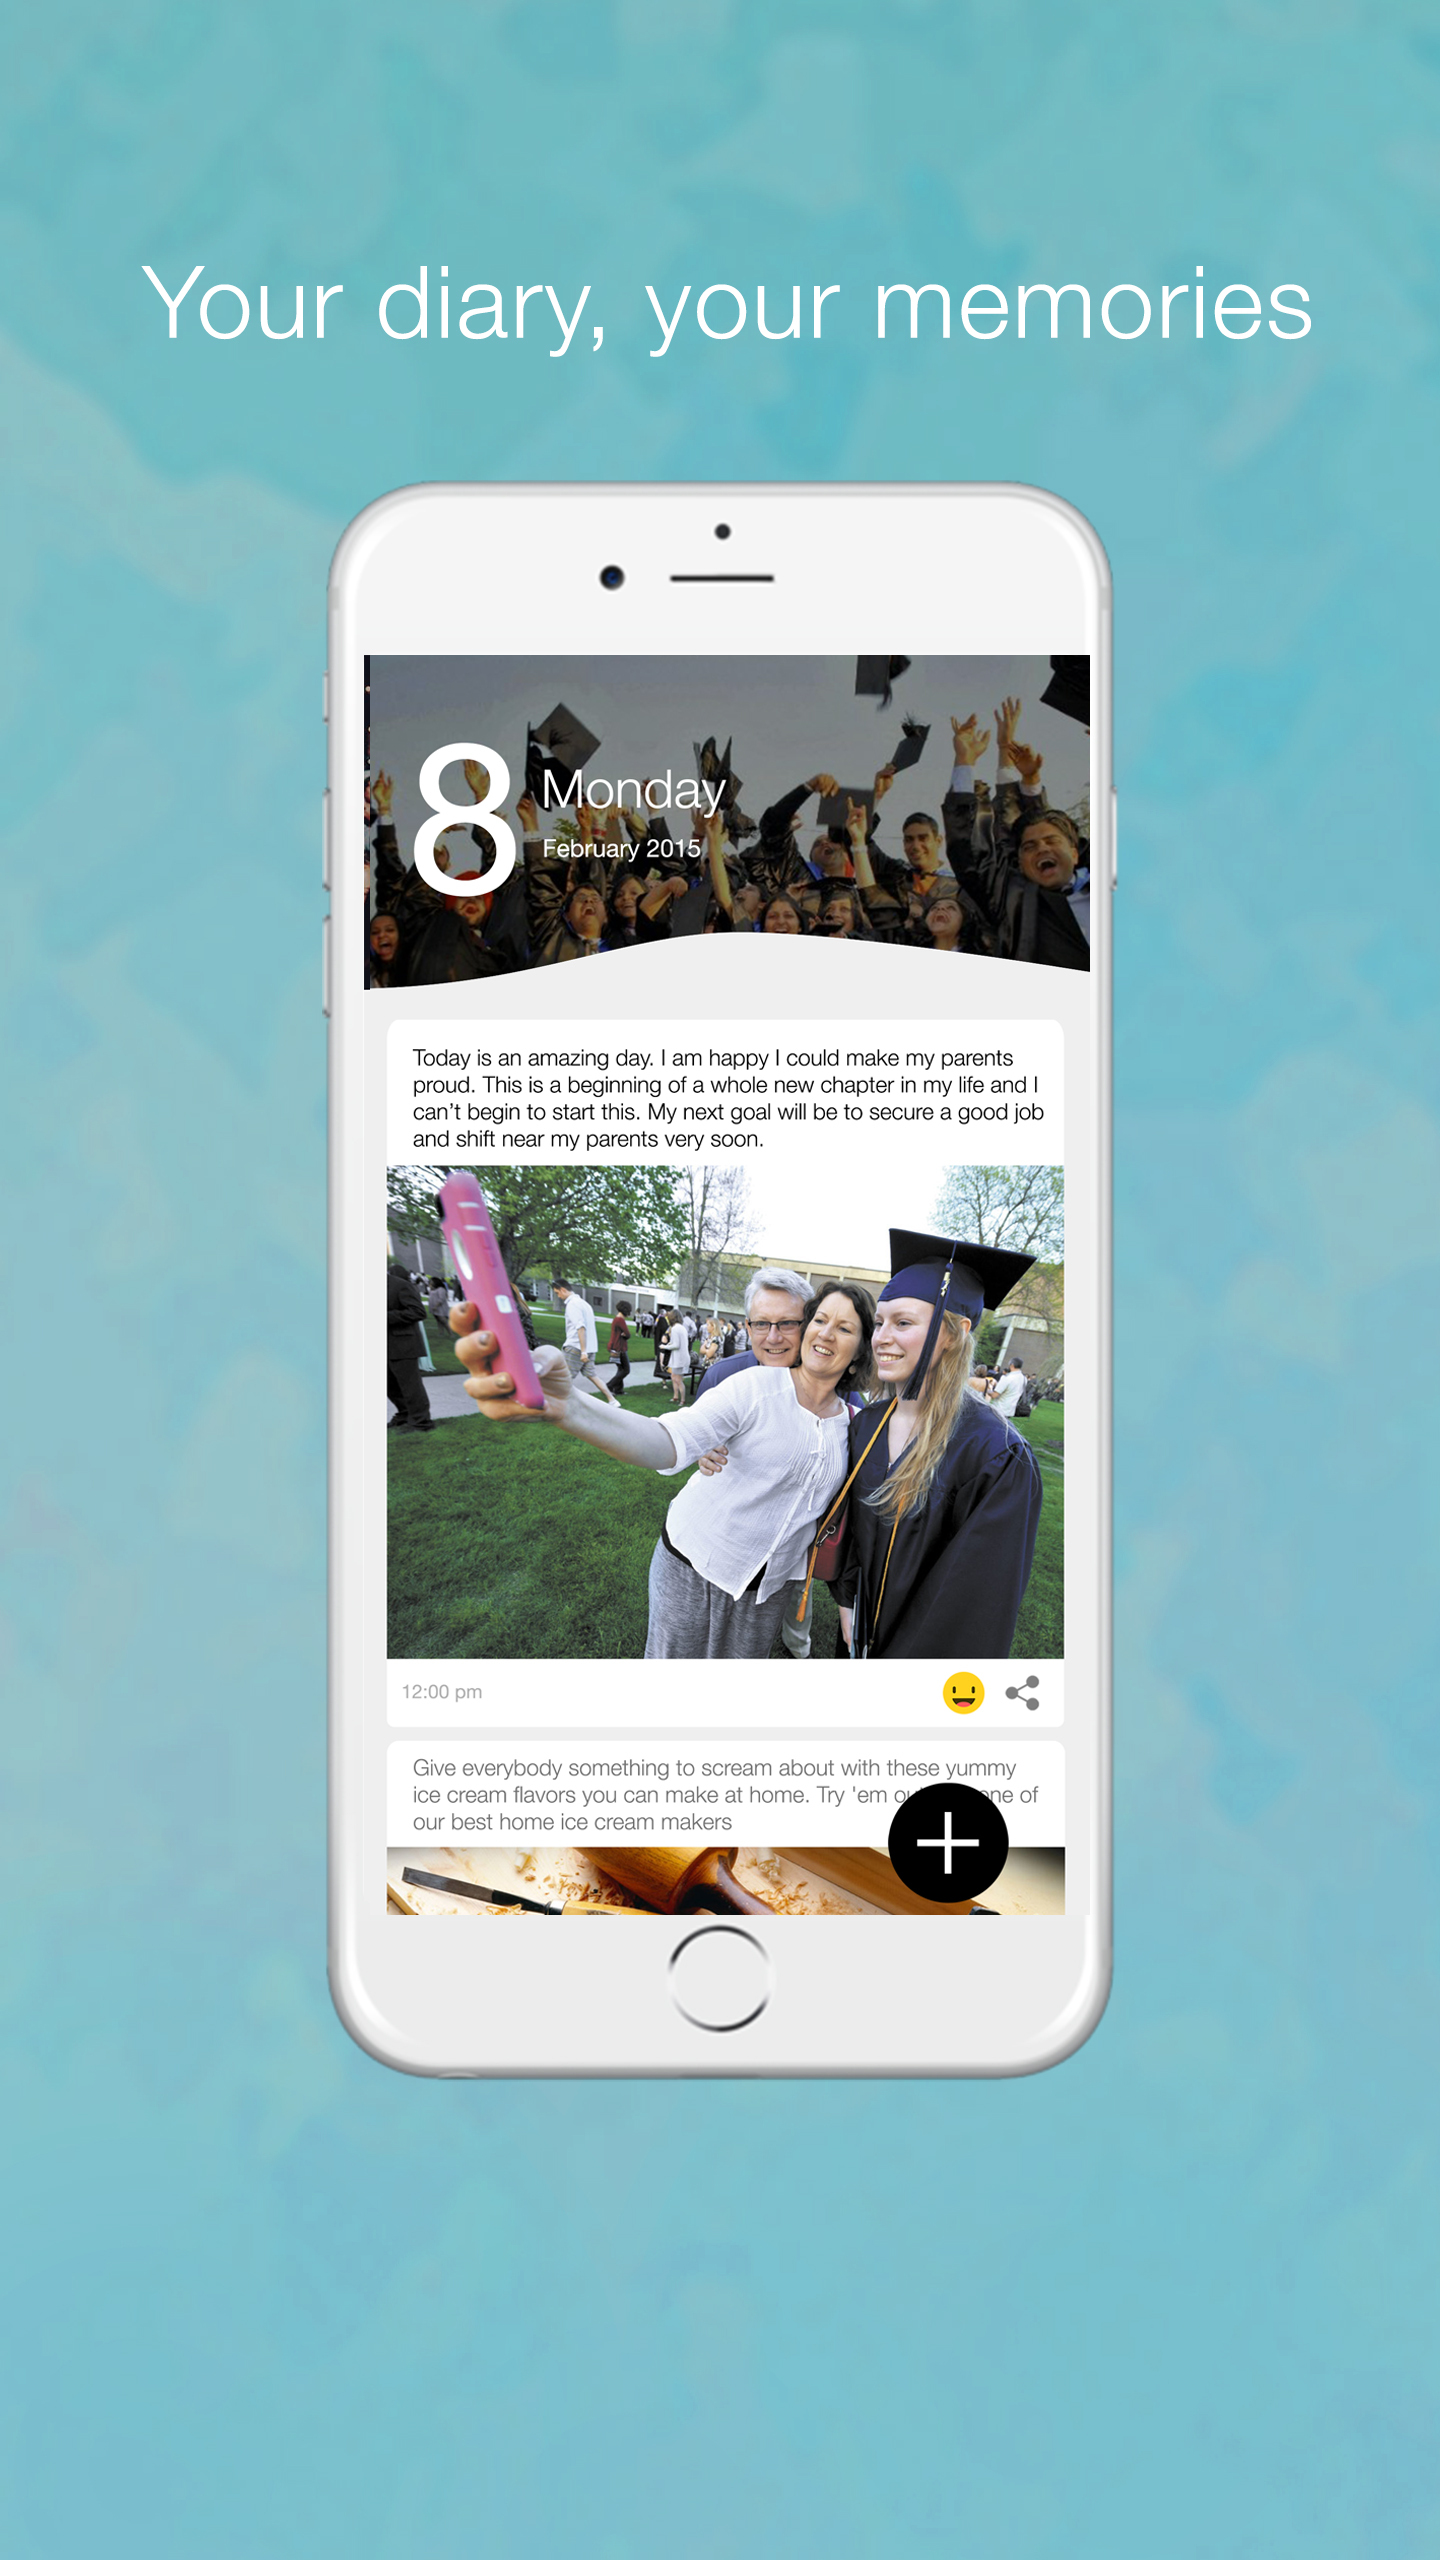 Your diary, your memories
8
Monday
February 2015
Today is an amazing day. I am happy I could make my parents
proud. This is a beginning of a whole new chapter in my life and I
can’t begin to start this. My next goal will be to secure a good job
and shift near my parents very soon.
12:00 pm
Give everybody something to scream about with these yummy
ice cream flavors you can make at home. Try 'em of
our best home ice cream makers